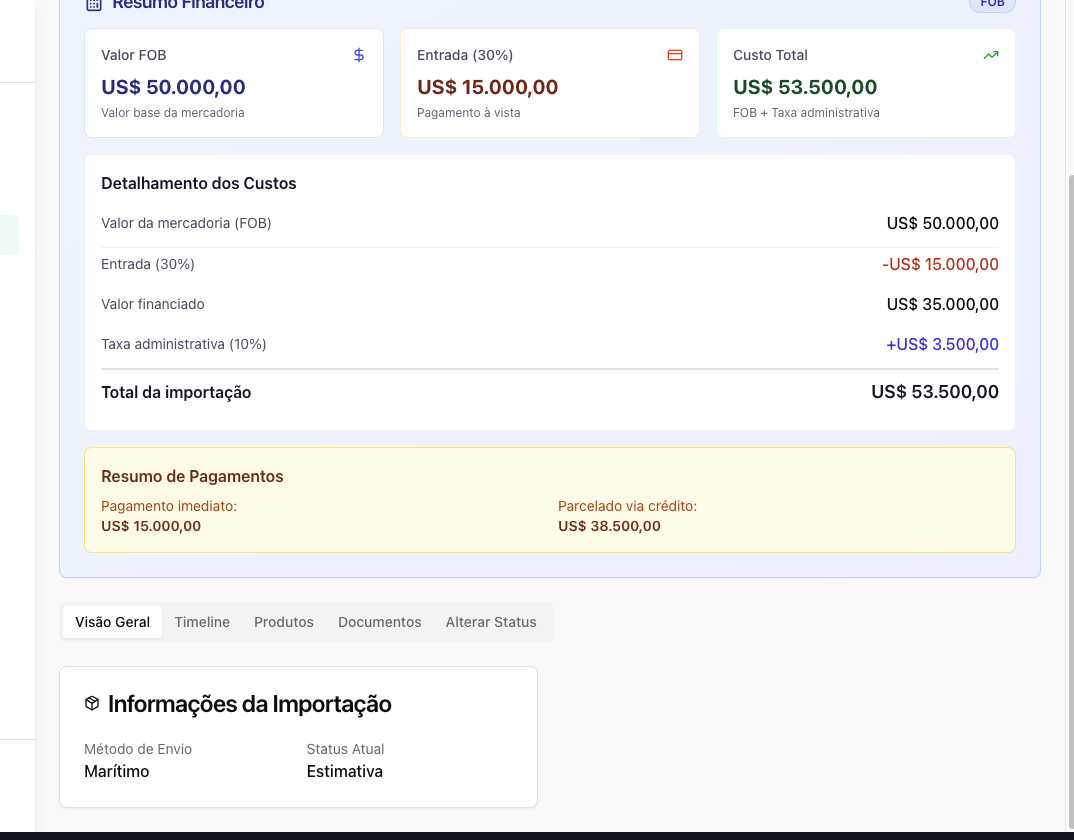 Resumo Financeiro
FOB
Valor FOB
US$ 50.000,00
Valor base da mercadoria
Entrada (30%)
US$ 15.000,00
Pagamento à vista
Custo Total
US$ 53.500,00
FOB + Taxa administrativa
Detalhamento dos Custos
Valor da mercadoria (FOB) US$ 50.000,00
Entrada (30%) -US$ 15.000,00
Valor financiado US$ 35.000,00
Taxa administrativa (10%) +US$ 3.500,00
Total da importação US$ 53.500,00
Resumo de Pagamentos
Pagamento imediato:
US$ 15.000,00
Parcelado via crédito:
US$ 38.500,00
Visão Geral Timeline Produtos Documentos Alterar Status
Informações da Importação
Método de Envio
Marítimo
Status Atual
Estimativa